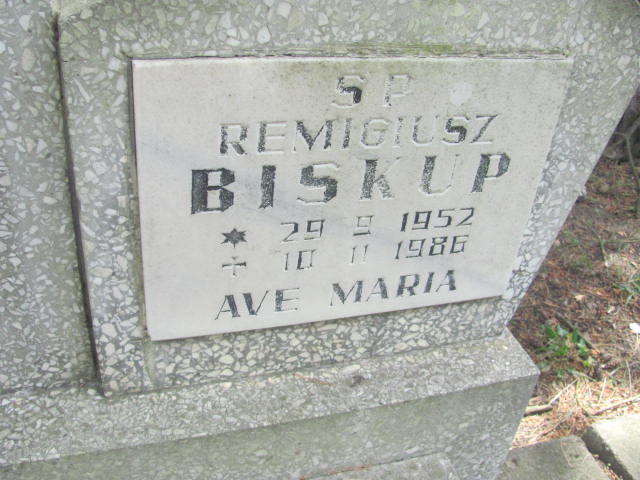 SP
REMIGIUSZ
BISKUP
* 29 9 1952
+ 10 11 1986
AVE MARIA